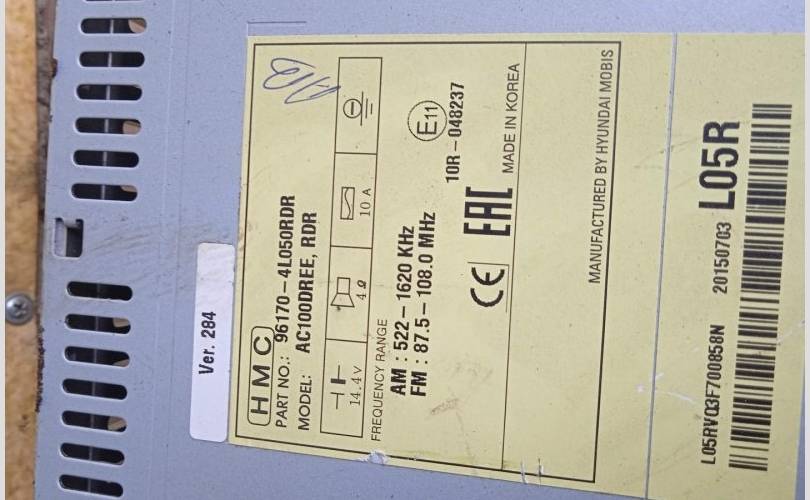 Ver. 284
HMC
PART NO.: 96170-4L050RDR
MODEL: AC100DREE, RDR
14.4V 4Ω 10 A
FREQUENCY RANGE
AM : 522-1620 KHz
FM : 87.5-108.0 MHz
E11
10R-048237
CE EAC
MADE IN KOREA
MANUFACTURED BY HYUNDAI MOBIS
L05RVQ3F700858N 20150703 L05R